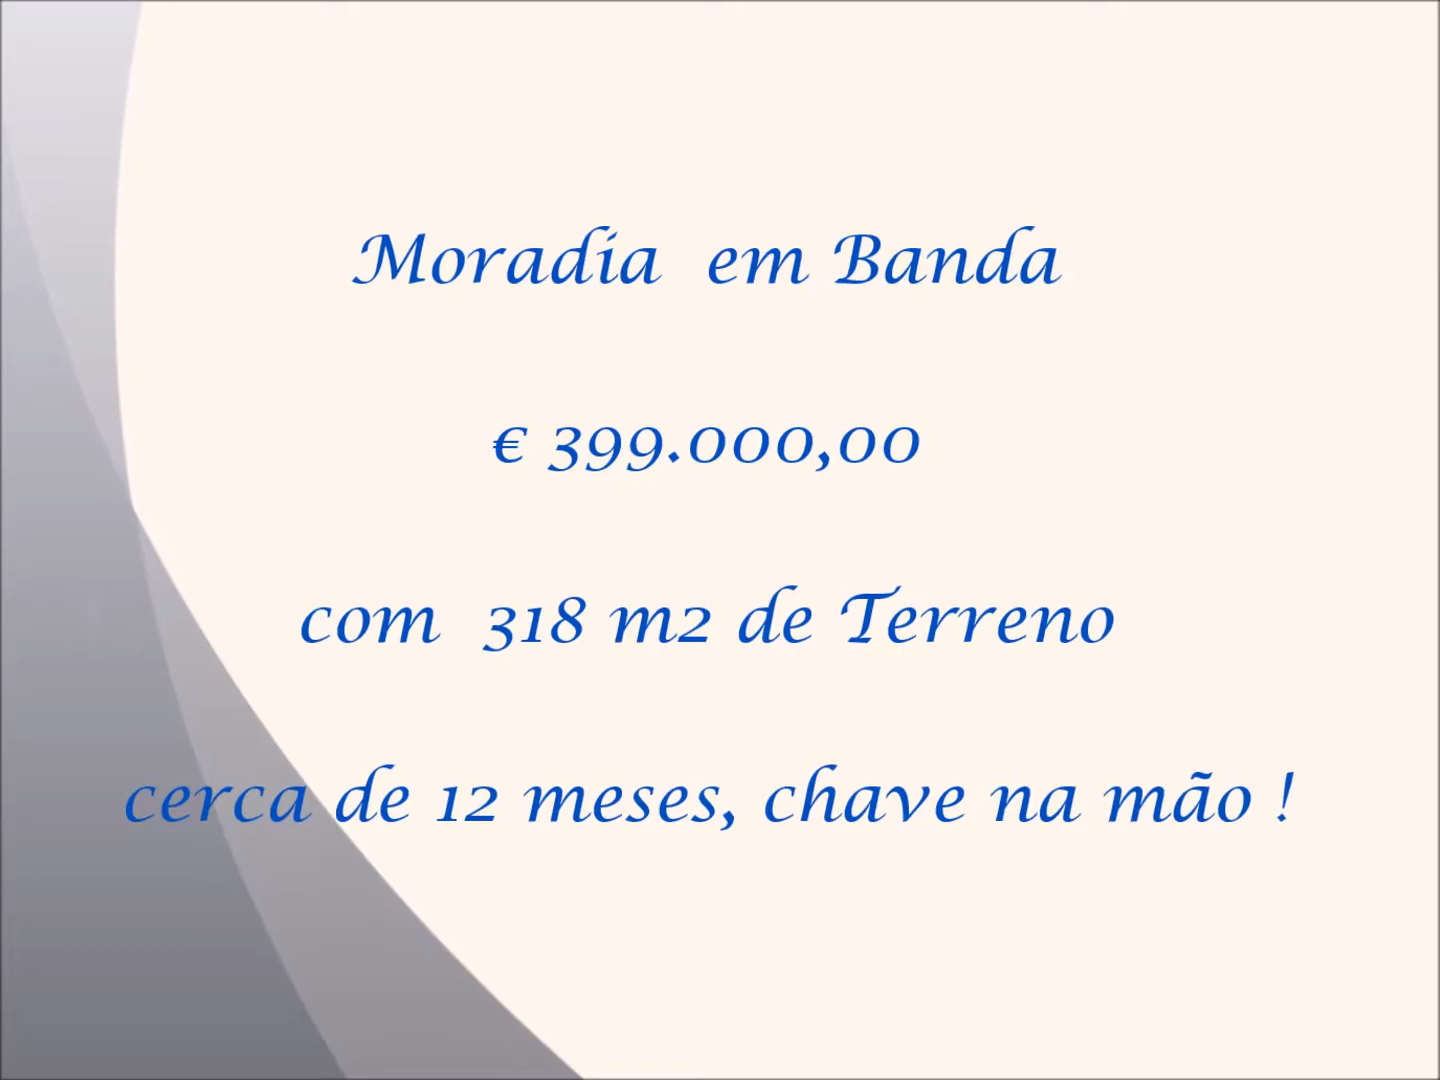 Moradia em Banda
€ 399.000,00
com 318 m2 de Terreno
cerca de 12 meses, chave na mão !